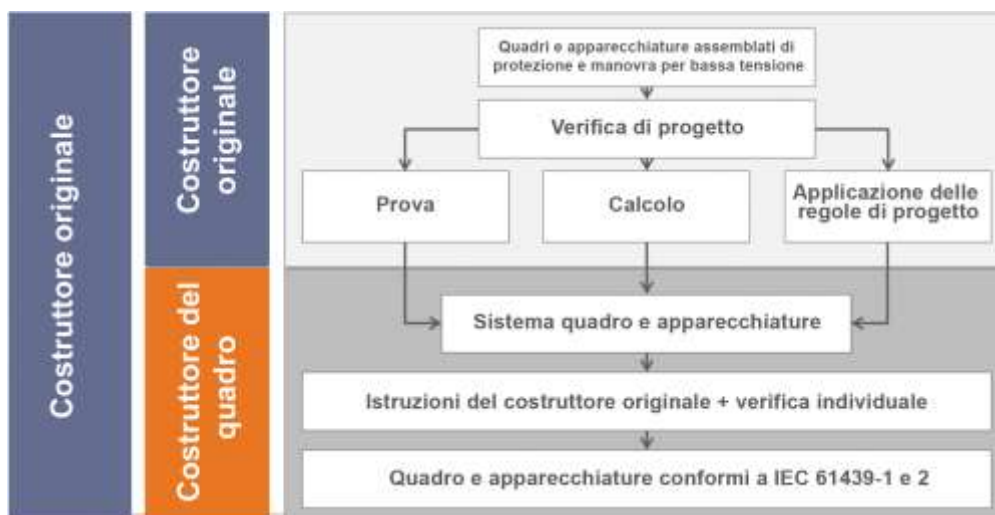 Costruttore originale
Costruttore
originale
Costruttore del
quadro
Quadri e apparecchiature assemblati di
protezione e manovra per bassa tensione
Verifica di progetto
Prova
Calcolo
Applicazione delle
regole di progetto
Sistema quadro e apparecchiature
Istruzioni del costruttore originale + verifica individuale
Quadro e apparecchiature conformi a IEC 61439-1 e 2